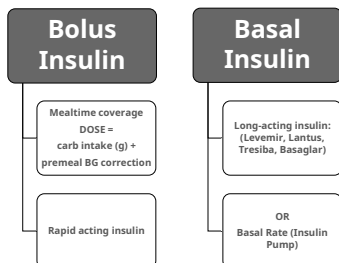 Bolus
Insulin
Mealtime coverage
DOSE =
carb intake (g) +
premeal BG correction
Rapid acting insulin
Basal
Insulin
Long-acting insulin:
(Levemir, Lantus,
Tresiba, Basaglar)
OR
Basal Rate (Insulin
Pump)